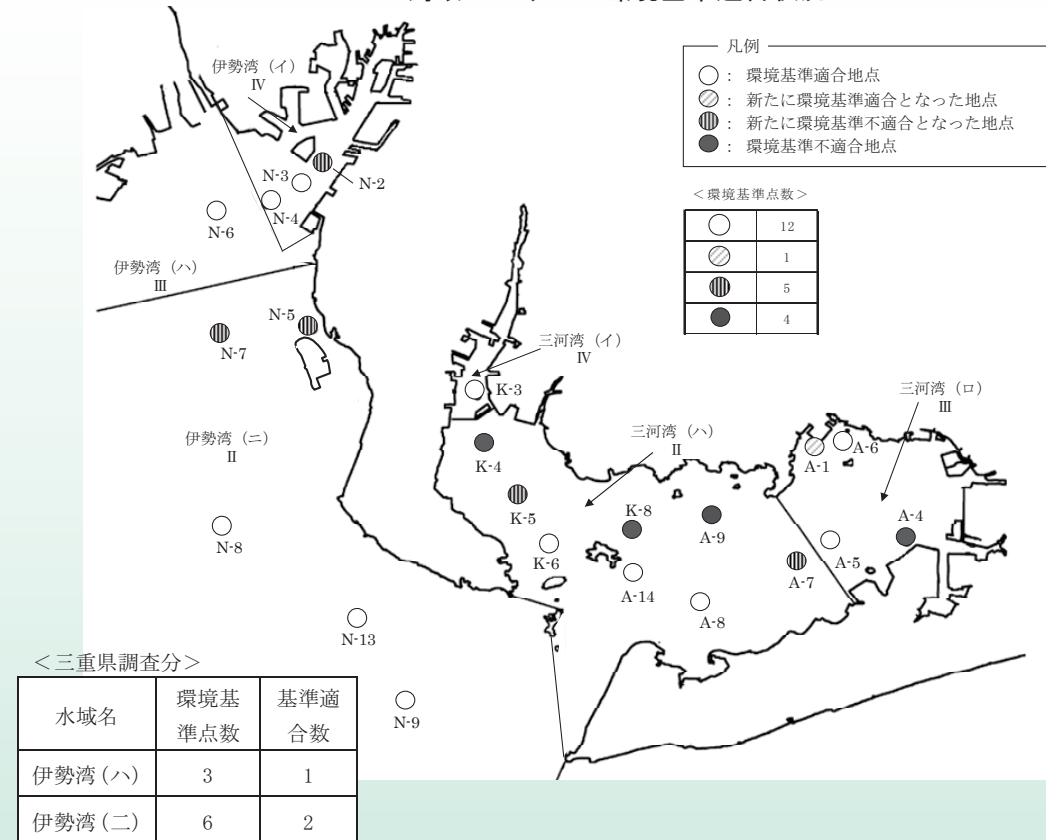 凡例
○： 環境基準適合地点
： 新たに環境基準適合となった地点
： 新たに環境基準不適合となった地点
●： 環境基準不適合地点
＜環境基準点数＞
12
1
5
4
伊勢湾（イ）
Ⅳ
N-3
N-2
N-4
N-6
伊勢湾（ハ）
Ⅲ
N-5
N-7
三河湾（イ）
Ⅳ
K-3
三河湾（ロ）
Ⅲ
伊勢湾（ニ）
Ⅱ
三河湾（ハ）
Ⅱ
A-6
A-1
K-4
K-5
K-8
A-9
A-4
N-8
K-6
A-5
A-7
A-14
A-8
N-13
N-9
＜三重県調査分＞
水域名 環境基準点数 基準適合数
伊勢湾（ハ） 3 1
伊勢湾（ニ） 6 2